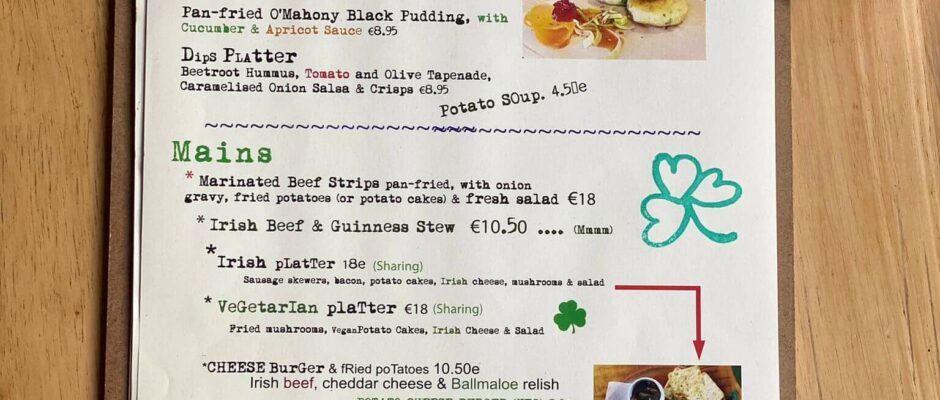 Pan-fried O'Mahony Black Pudding, with
Cucumber & Apricot Sauce €8.95
Dips PLAtter
Beetroot Hummus, Tomato and Olive Tapenade,
Caramelised Onion Salsa & Crisps €8.95
Potato SOup. 4.5▯e
~~~~~~~~~~~~~~~~~~~~~~~~~~~~~~~~~~~~~~~~
Mains
* Marinated Beef Strips pan-fried, with onion
gravy, fried potatoes (or potato cakes) & fresh salad €18
*Irish Beef & Guinness Stew €10.50 .... (Mmmm)
*Irish pLatTer 18e (Sharing)
Sausage skewers, bacon, potato cakes, Irish cheese, mushrooms & salad
* VeGetarIan plaTter €18 (Sharing)
Fried mushrooms, VeganPotato Cakes, Irish Cheese & Salad
*CHEESE BurGer & fRied poTatoes 10.50e
Irish beef, cheddar cheese & Ballmaloe relish